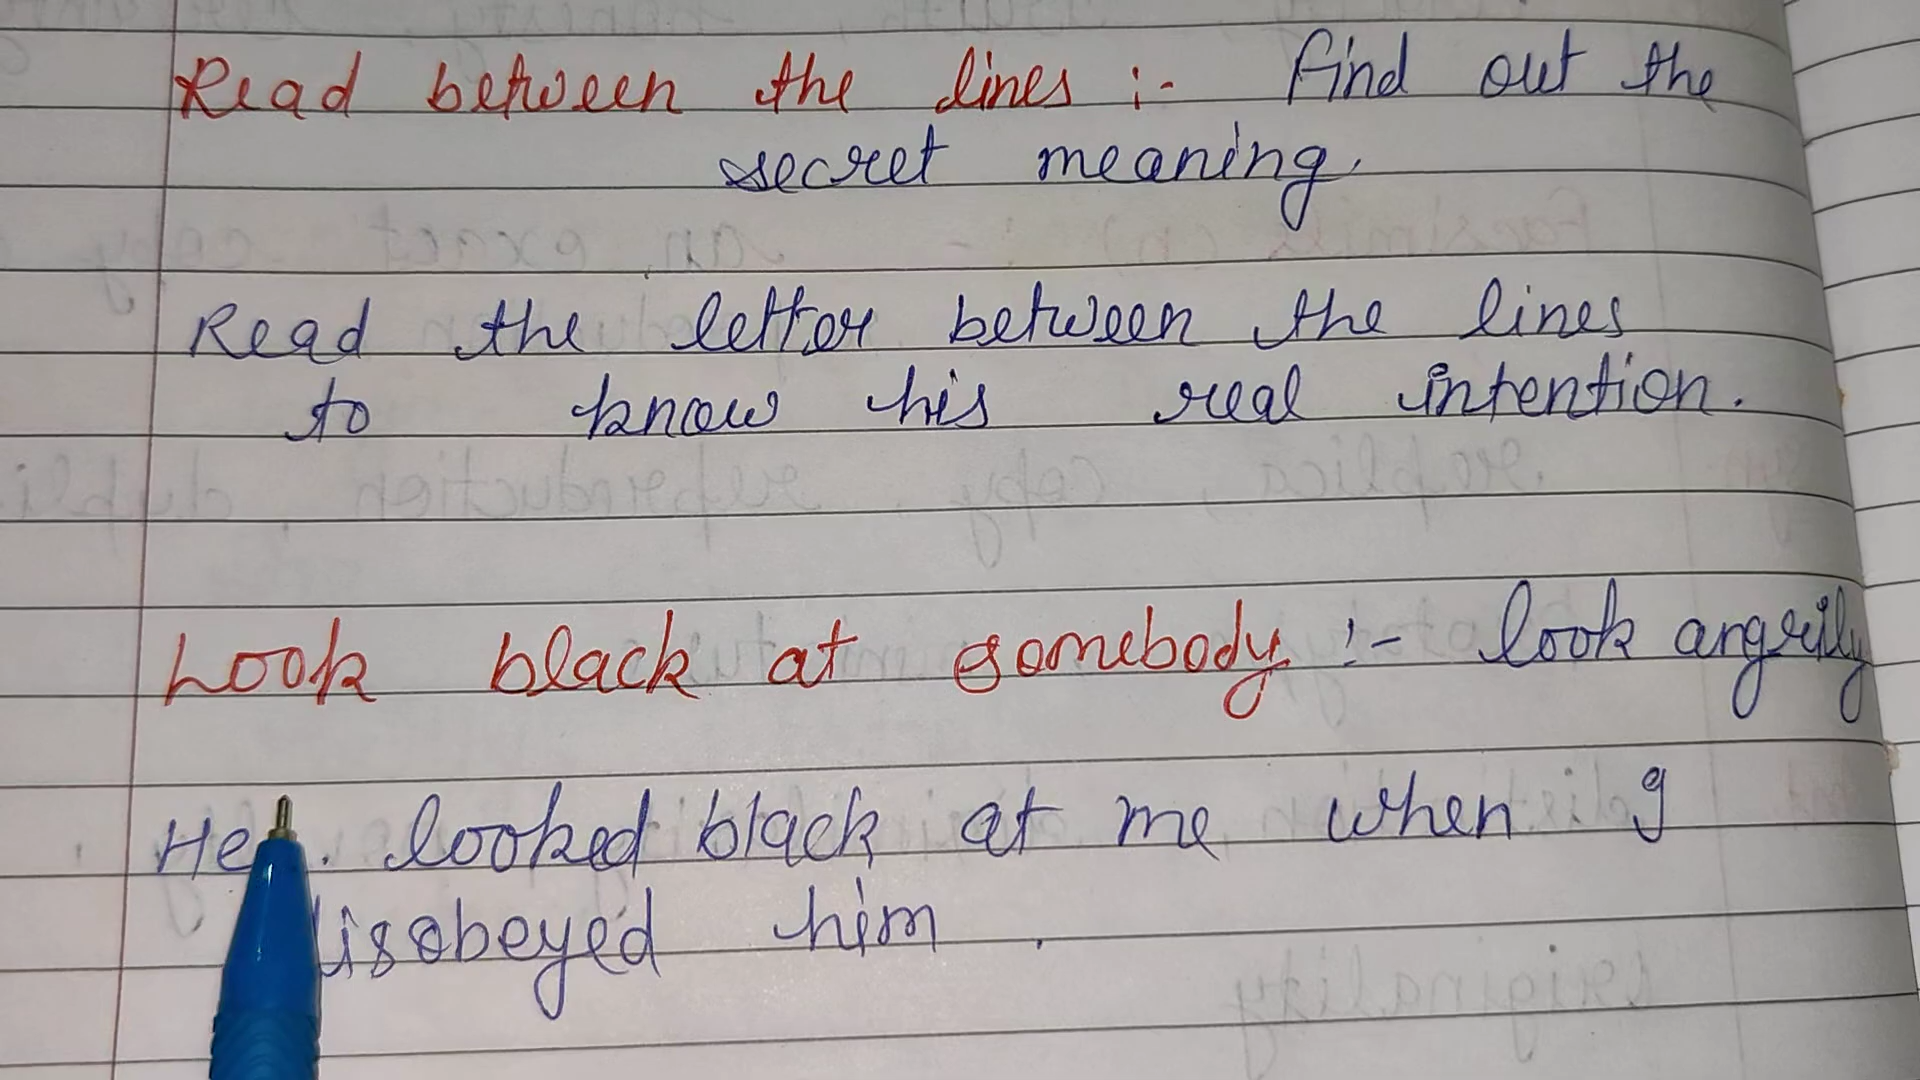 Read between the lines :- find out the
secret meaning.
Read the letter between the lines
to know his real intention.
Look black at somebody :- look angrily
He looked black at me when I
disobeyed him.